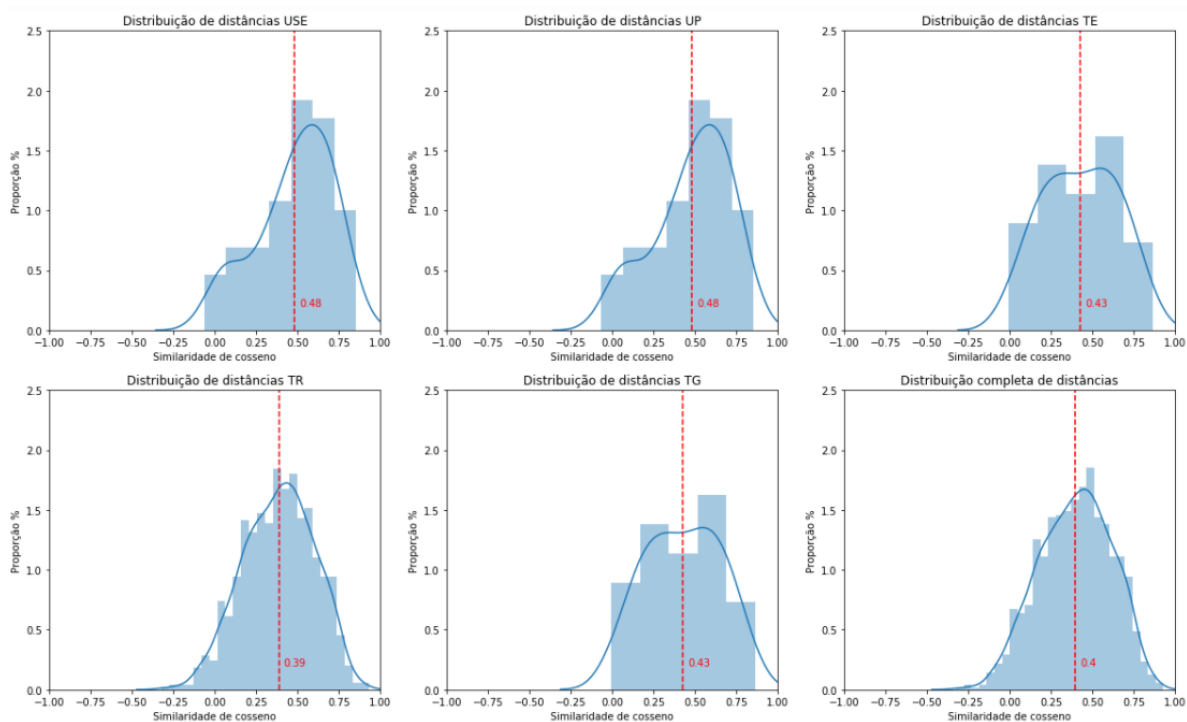 Distribuição de distâncias USE
2.5
2.0
1.5
1.0
0.5
0.0
Proporção %
0.48
−1.00 −0.75 −0.50 −0.25 0.00 0.25 0.50 0.75 1.00
Similaridade de cosseno
Distribuição de distâncias UP
2.5
2.0
1.5
1.0
0.5
0.0
Proporção %
0.48
−1.00 −0.75 −0.50 −0.25 0.00 0.25 0.50 0.75 1.00
Similaridade de cosseno
Distribuição de distâncias TE
2.5
2.0
1.5
1.0
0.5
0.0
Proporção %
0.43
−1.00 −0.75 −0.50 −0.25 0.00 0.25 0.50 0.75 1.00
Similaridade de cosseno
Distribuição de distâncias TR
2.5
2.0
1.5
1.0
0.5
0.0
Proporção %
0.39
−1.00 −0.75 −0.50 −0.25 0.00 0.25 0.50 0.75 1.00
Similaridade de cosseno
Distribuição de distâncias TG
2.5
2.0
1.5
1.0
0.5
0.0
Proporção %
0.43
−1.00 −0.75 −0.50 −0.25 0.00 0.25 0.50 0.75 1.00
Similaridade de cosseno
Distribuição completa de distâncias
2.5
2.0
1.5
1.0
0.5
0.0
Proporção %
0.4
−1.00 −0.75 −0.50 −0.25 0.00 0.25 0.50 0.75 1.00
Similaridade de cosseno